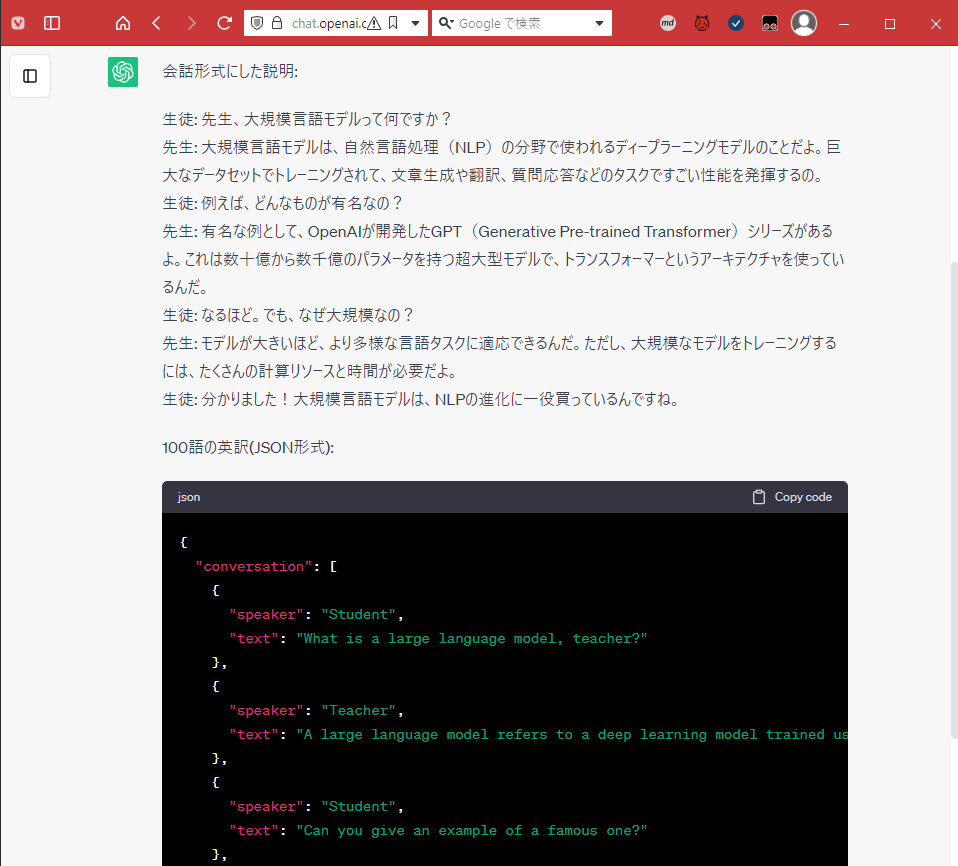 chat.openai.c
Google で検索
md
会話形式にした説明:
生徒: 先生、大規模言語モデルって何ですか？
先生: 大規模言語モデルは、自然言語処理（NLP）の分野で使われるディープラーニングモデルのことだよ。巨
大なデータセットでトレーニングされて、文章生成や翻訳、質問応答などのタスクですごい性能を発揮するの。
生徒: 例えば、どんなものが有名なの？
先生: 有名な例として、OpenAIが開発したGPT（Generative Pre-trained Transformer）シリーズがある
よ。これは数十億から数千億のパラメータを持つ超大型モデルで、トランスフォーマーというアーキテクチャを使ってい
るんだ。
生徒: なるほど。でも、なぜ大規模なの？
先生: モデルが大きいほど、より多様な言語タスクに適応できるんだ。ただし、大規模なモデルをトレーニングする
には、たくさんの計算リソースと時間が必要だよ。
生徒: 分かりました！大規模言語モデルは、NLPの進化に一役買っているんですね。
100語の英訳(JSON形式):
json
Copy code
{
"conversation": [
{
"speaker": "Student",
"text": "What is a large language model, teacher?"
},
{
"speaker": "Teacher",
"text": "A large language model refers to a deep learning model trained us
},
{
"speaker": "Student",
"text": "Can you give an example of a famous one?"
},